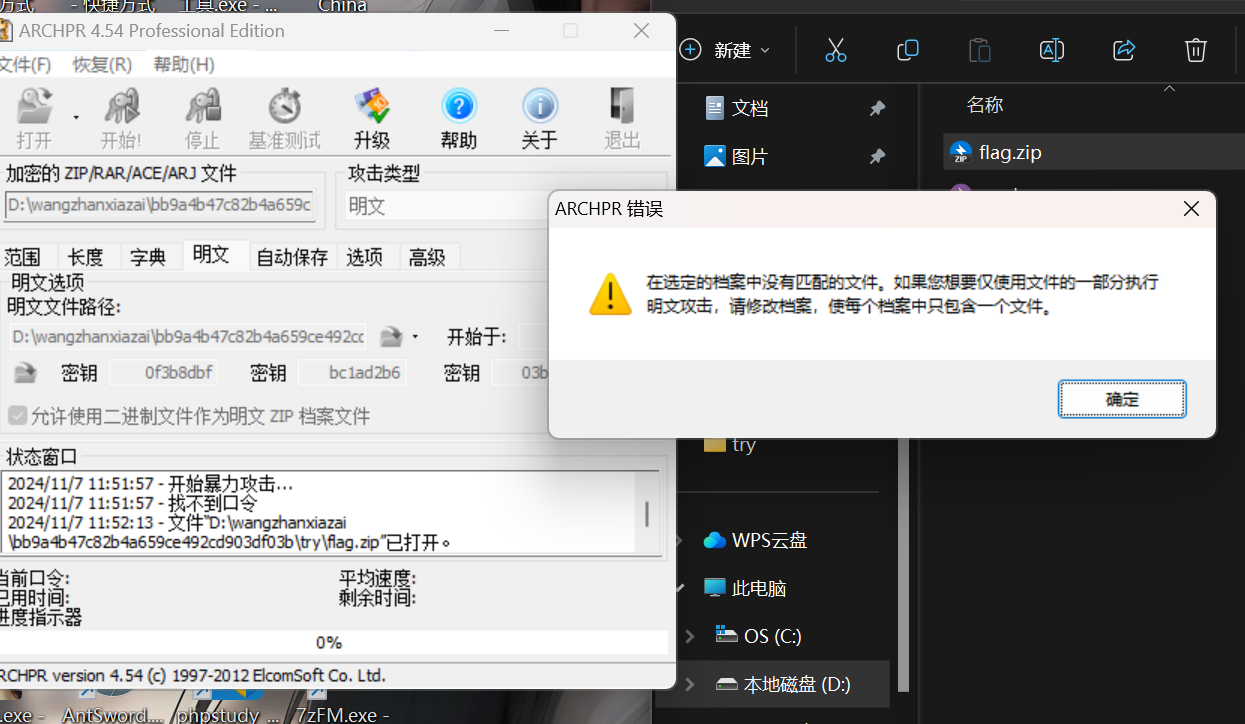 方式
- 快捷方式
工具.exe - ...
China
ARCHPR 4.54 Professional Edition
文件(F) 恢复(R) 帮助(H)
打开 开始! 停止 基准测试 升级 帮助 关于 退出
加密的 ZIP/RAR/ACE/ARJ 文件
D:\wangzhanxiazai\bb9a4b47c82b4a659c
攻击类型
明文
范围 长度 字典 明文 自动保存 选项 高级
明文选项
明文文件路径:
D:\wangzhanxiazai\bb9a4b47c82b4a659ce492cc
开始于:
密钥 0f3b8dbf 密钥 bc1ad2b6 密钥 03b
允许使用二进制文件作为明文 ZIP 档案文件
状态窗口
2024/11/7 11:51:57 - 开始暴力攻击...
2024/11/7 11:51:57 - 找不到口令
2024/11/7 11:52:13 - 文件“D:\wangzhanxiazai
\bb9a4b47c82b4a659ce492cd903df03b\try\flag.zip”已打开。
当前口令: 平均速度:
已用时间: 剩余时间:
进度指示器
0%
ARCHPR version 4.54 (c) 1997-2012 ElcomSoft Co. Ltd.
.exe - AntSword.... phpstudy_... 7zFM.exe -
新建
文档
图片
名称
flag.zip
ZIP
ARCHPR 错误
在选定的档案中没有匹配的文件。如果您想要仅使用文件的一部分执行
明文攻击，请修改档案，使每个档案中只包含一个文件。
确定
try
WPS云盘
此电脑
OS (C:)
本地磁盘 (D:)